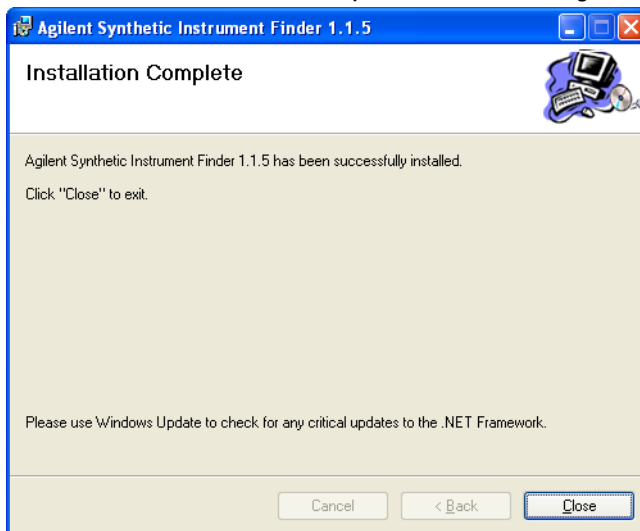 Agilent Synthetic Instrument Finder 1.1.5
Installation Complete
Agilent Synthetic Instrument Finder 1.1.5 has been successfully installed.
Click "Close" to exit.
Please use Windows Update to check for any critical updates to the .NET Framework.
Cancel < Back Close